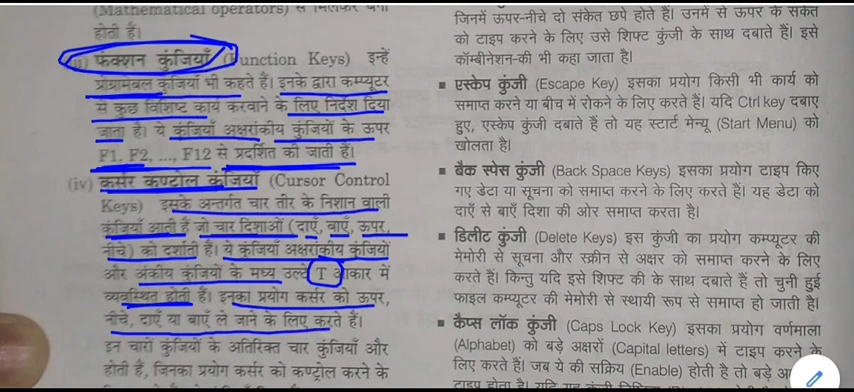 (Mathematical operators) से मिलकर बनी
होती हैं।
(iii) फंक्शन कुंजियाँ (Function Keys) इन्हें
प्रोग्रामेबल कुंजियाँ भी कहते हैं। इनके द्वारा कम्प्यूटर
से कुछ विशिष्ट कार्य करवाने के लिए निर्देश दिया
जाता है। ये कुंजियाँ अक्षरांकीय कुंजियों के ऊपर
F1, F2, ..., F12 से प्रदर्शित की जाती हैं।
(iv) कर्सर कण्ट्रोल कुंजियाँ (Cursor Control
Keys) इसके अन्तर्गत चार तीर के निशान वाली
कुंजियाँ आती हैं जो चार दिशाओं (दाएँ, बाएँ, ऊपर,
नीचे) को दर्शाती हैं। ये कुंजियाँ अक्षरांकीय कुंजियों
और अंकीय कुंजियों के मध्य उल्टे T आकार में
व्यवस्थित होती हैं। इनका प्रयोग कर्सर को ऊपर,
नीचे, दाएँ या बाएँ ले जाने के लिए करते हैं।
इन चारों कुंजियों के अतिरिक्त चार कुंजियाँ और
होती हैं, जिनका प्रयोग कर्सर को कण्ट्रोल करने के
जिनमें ऊपर-नीचे दो संकेत छपे होते हैं। उनमें से ऊपर के संकेत
को टाइप करने के लिए उसे शिफ्ट कुंजी के साथ दबाते हैं। इसे
कॉम्बीनेशन-की भी कहा जाता है।
■ एस्केप कुंजी (Escape Key) इसका प्रयोग किसी भी कार्य को
समाप्त करने या बीच में रोकने के लिए करते हैं। यदि Ctrl key दबाए
हुए, एस्केप कुंजी दबाते हैं तो यह स्टार्ट मेन्यू (Start Menu) को
खोलता है।
■ बैक स्पेस कुंजी (Back Space Keys) इसका प्रयोग टाइप किए
गए डेटा या सूचना को समाप्त करने के लिए करते हैं। यह डेटा को
दाएँ से बाएँ दिशा की ओर समाप्त करता है।
■ डिलीट कुंजी (Delete Keys) इस कुंजी का प्रयोग कम्प्यूटर की
मेमोरी से सूचना और स्क्रीन से अक्षर को समाप्त करने के लिए
करते हैं। किन्तु यदि इसे शिफ्ट की के साथ दबाते हैं तो चुनी हुई
फाइल कम्प्यूटर की मेमोरी से स्थायी रूप से समाप्त हो जाती है।
■ कैप्स लॉक कुंजी (Caps Lock Key) इसका प्रयोग वर्णमाला
(Alphabet) को बड़े अक्षरों (Capital letters) में टाइप करने के
लिए करते हैं। जब ये की सक्रिय (Enable) होती है तो बड़े
टाइप होता है। यदि यह कुंजी